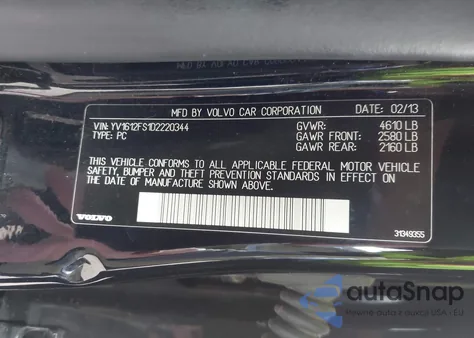 MFD BY VOLVO CAR CORPORATION DATE: 02/13
VIN: YV1612FS1D2220344 GVWR: 4610 LB
TYPE: PC GAWR FRONT: 2580 LB
GAWR REAR: 2160 LB
THIS VEHICLE CONFORMS TO ALL APPLICABLE FEDERAL MOTOR VEHICLE
SAFETY, BUMPER AND THEFT PREVENTION STANDARDS IN EFFECT ON
THE DATE OF MANUFACTURE SHOWN ABOVE.
VOLVO 31349355
autoSnap